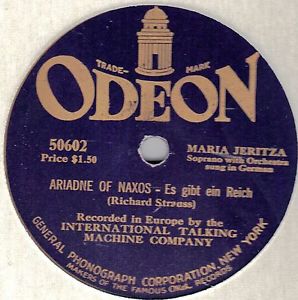 TRADE- MARK
ODEON
50602
Price $1.50
MARIA JERITZA
Soprano with Orchestra
sung in German
ARIADNE OF NAXOS - Es gibt ein Reich
(Richard Strauss)
Recorded in Europe by the
INTERNATIONAL TALKING
MACHINE COMPANY
GENERAL PHONOGRAPH CORPORATION, NEW YORK
MAKERS OF THE FAMOUS OKeh RECORDS